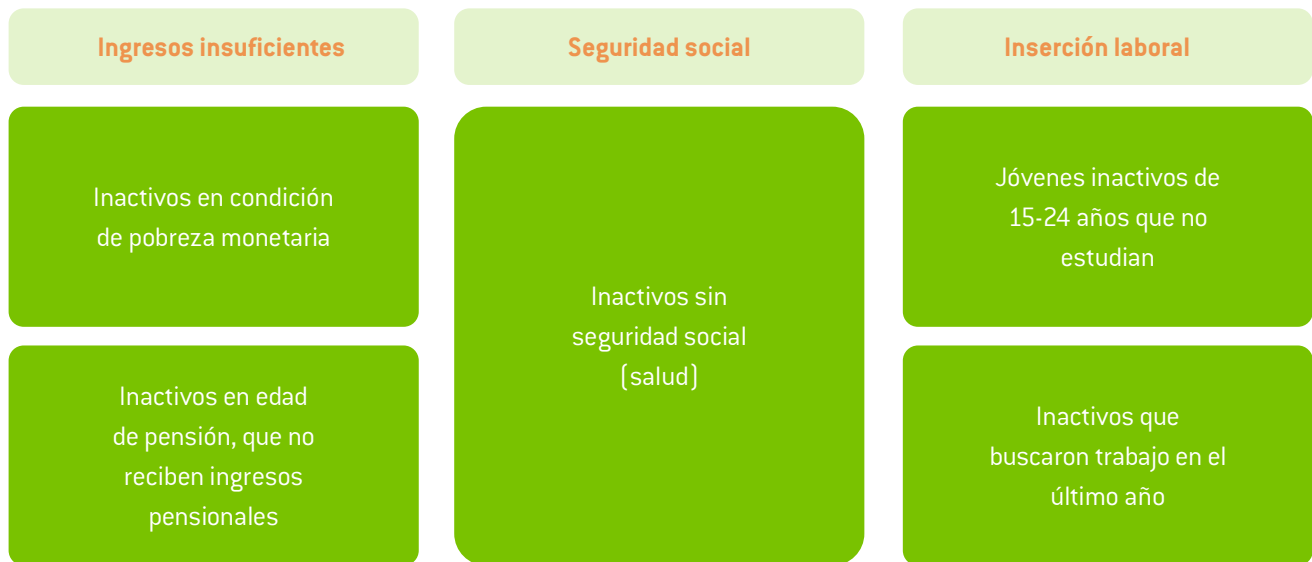 Ingresos insuficientes
Inactivos en condición
de pobreza monetaria
Inactivos en edad
de pensión, que no
reciben ingresos
pensionales
Seguridad social
Inactivos sin
seguridad social
(salud)
Inserción laboral
Jóvenes inactivos de
15-24 años que no
estudian
Inactivos que
buscaron trabajo en el
último año